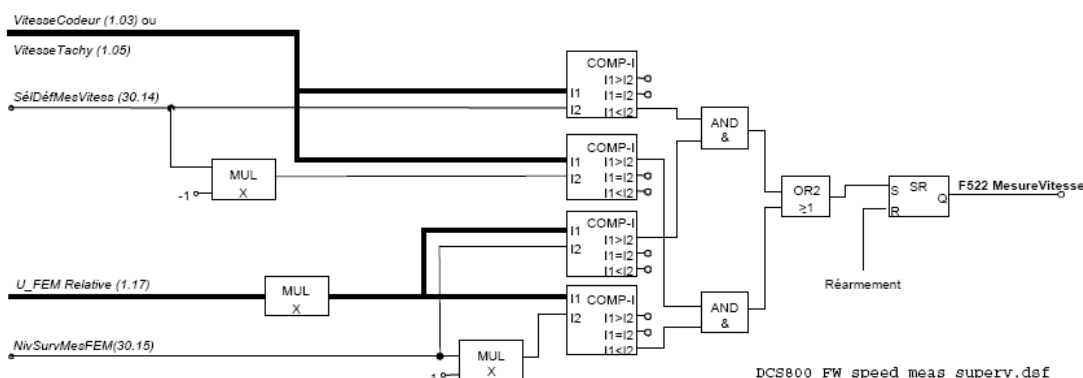 VitesseCodeur (1.03) ou
VitesseTachy (1.05)
SélDéfMesVitess (30.14)
MUL
X
-1
COMP-I
I1>I2
I1=I2
I1<I2
I1
I2
COMP-I
I1>I2
I1=I2
I1<I2
I1
I2
COMP-I
I1>I2
I1=I2
I1<I2
I1
I2
COMP-I
I1>I2
I1=I2
I1<I2
I1
I2
AND
&
AND
&
OR2
≥1
S
SR
Q
R
F522 MesureVitesse
Réarmement
U_FEM Relative (1.17)
MUL
X
NivSurvMesFEM(30.15)
MUL
X
-1
DCS800 FW speed meas superv.dsf